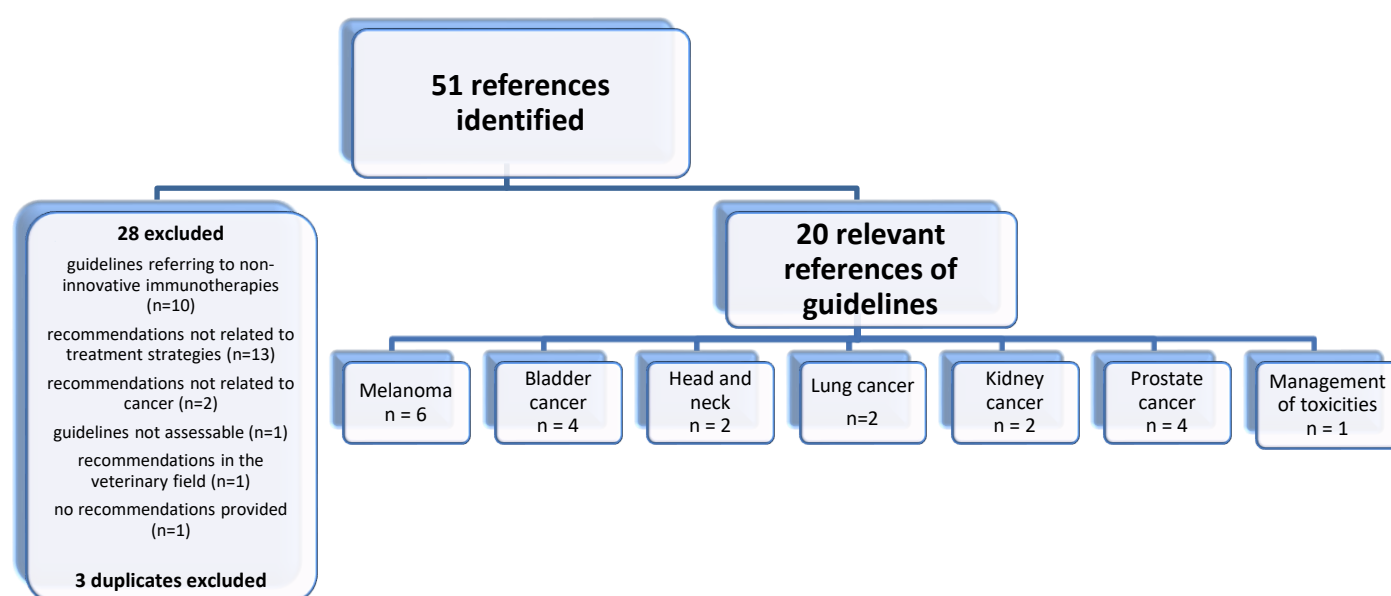 51 references
identified
28 excluded
guidelines referring to non-
innovative immunotherapies
(n=10)
recommendations not related to
treatment strategies (n=13)
recommendations not related to
cancer (n=2)
guidelines not assessable (n=1)
recommendations in the
veterinary field (n=1)
no recommendations provided
(n=1)
3 duplicates excluded
20 relevant
references of
guidelines
Melanoma
n = 6
Bladder
cancer
n = 4
Head and
neck
n = 2
Lung cancer
n=2
Kidney
cancer
n = 2
Prostate
cancer
n = 4
Management
of toxicities
n = 1